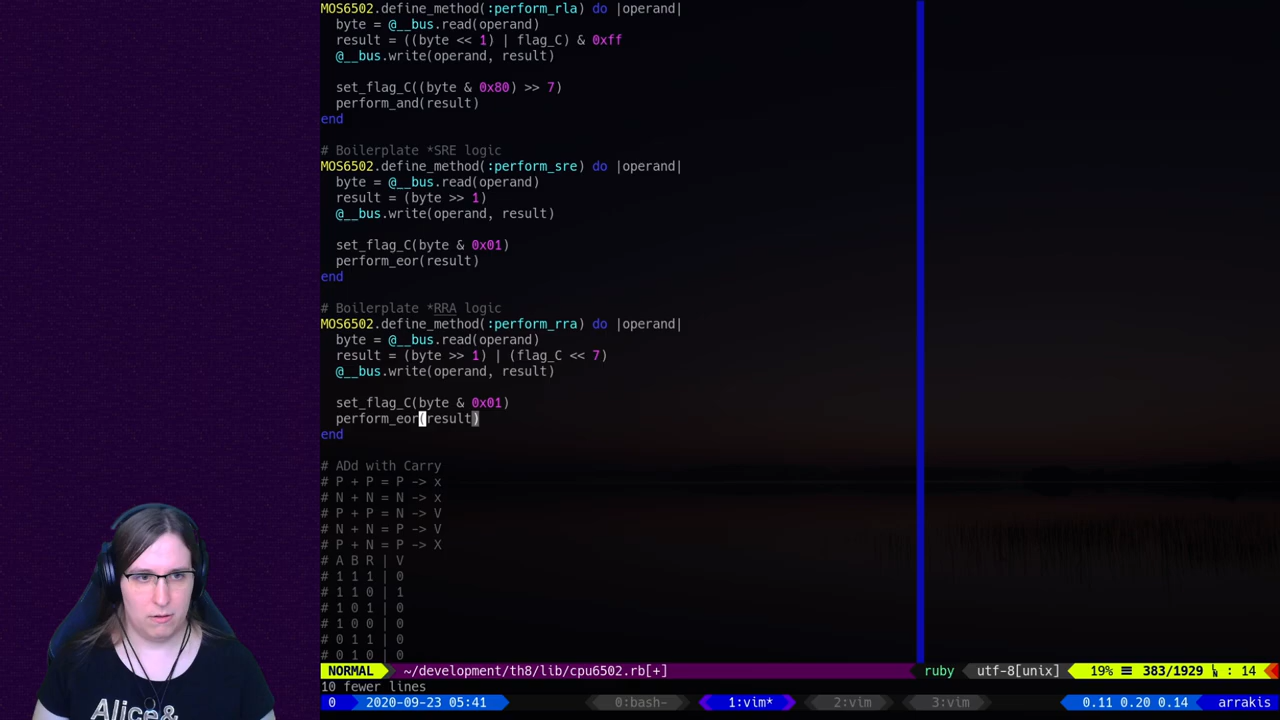 MOS6502.define_method(:perform_rla) do |operand|
byte = @__bus.read(operand)
result = ((byte << 1) | flag_C) & 0xff
@__bus.write(operand, result)
set_flag_C((byte & 0x80) >> 7)
perform_and(result)
end
# Boilerplate *SRE logic
MOS6502.define_method(:perform_sre) do |operand|
byte = @__bus.read(operand)
result = (byte >> 1)
@__bus.write(operand, result)
set_flag_C(byte & 0x01)
perform_eor(result)
end
# Boilerplate *RRA logic
MOS6502.define_method(:perform_rra) do |operand|
byte = @__bus.read(operand)
result = (byte >> 1) | (flag_C << 7)
@__bus.write(operand, result)
set_flag_C(byte & 0x01)
perform_eor(result)
end
# ADd with Carry
# P + P = P -> x
# N + N = N -> x
# P + P = N -> V
# N + N = P -> V
# P + N = P -> X
# A B R | V
# 1 1 1 | 0
# 1 1 0 | 1
# 1 0 1 | 0
# 1 0 0 | 0
# 0 1 1 | 0
# 0 1 0 | 0
NORMAL ~/development/th8/lib/cpu6502.rb[+] ruby utf-8[unix] 19% ☰ 383/1929 ㏑ : 14
10 fewer lines
0 2020-09-23 05:41 0:bash- 1:vim* 2:vim 3:vim 0.11 0.20 0.14 arrakis
Alice&